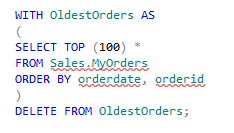 WITH OldestOrders AS
(
SELECT TOP (100) *
FROM Sales.MyOrders
ORDER BY orderdate, orderid
)
DELETE FROM OldestOrders;